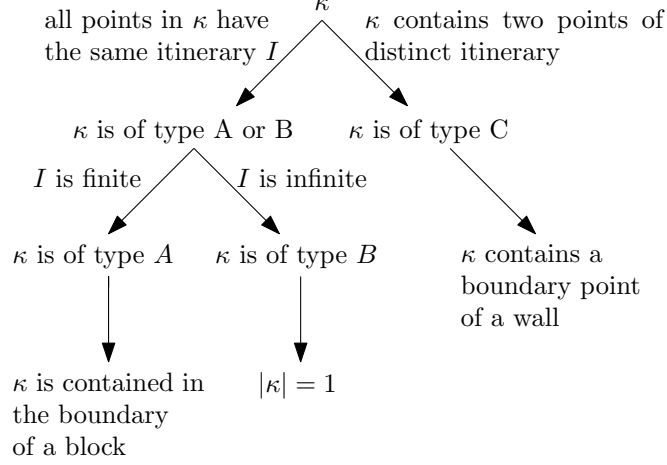 κ
all points in κ have
the same itinerary I
κ contains two points of
distinct itinerary
κ is of type A or B
κ is of type C
I is finite
I is infinite
κ is of type A
κ is of type B
κ contains a
boundary point
of a wall
κ is contained in
the boundary
of a block
|κ| = 1